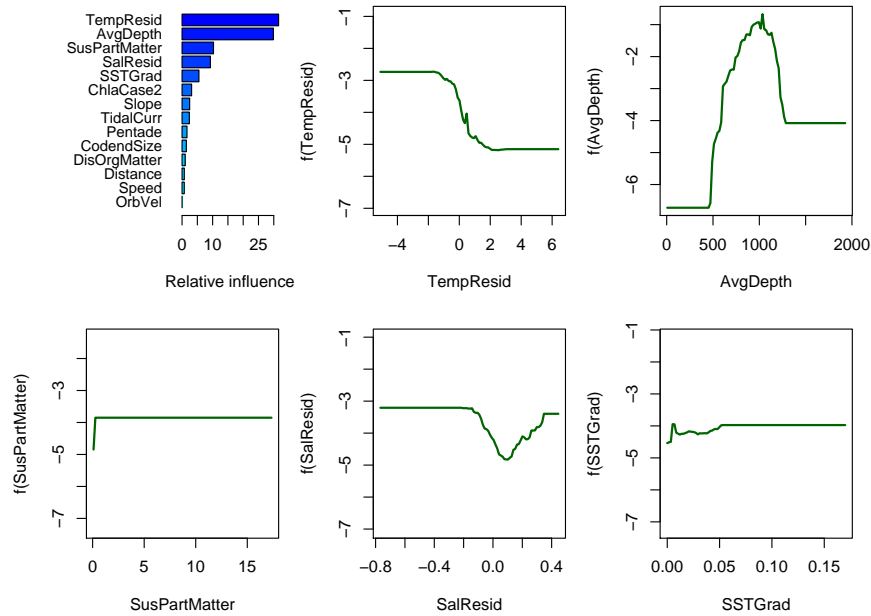 TempResid
AvgDepth
SusPartMatter
SalResid
SSTGrad
ChlaCase2
Slope
TidalCurr
Pentade
CodendSize
DisOrgMatter
Distance
Speed
OrbVel
0 10 25
Relative influence
f(TempResid)
−1
−3
−5
−7
−4 0 2 4 6
TempResid
f(AvgDepth)
−2
−4
−6
0 500 1000 2000
AvgDepth
f(SusPartMatter)
−3
−5
−7
0 5 10 15
SusPartMatter
f(SalResid)
−1
−3
−5
−7
−0.8 −0.4 0.0 0.4
SalResid
f(SSTGrad)
−1
−3
−5
−7
0.00 0.05 0.10 0.15
SSTGrad